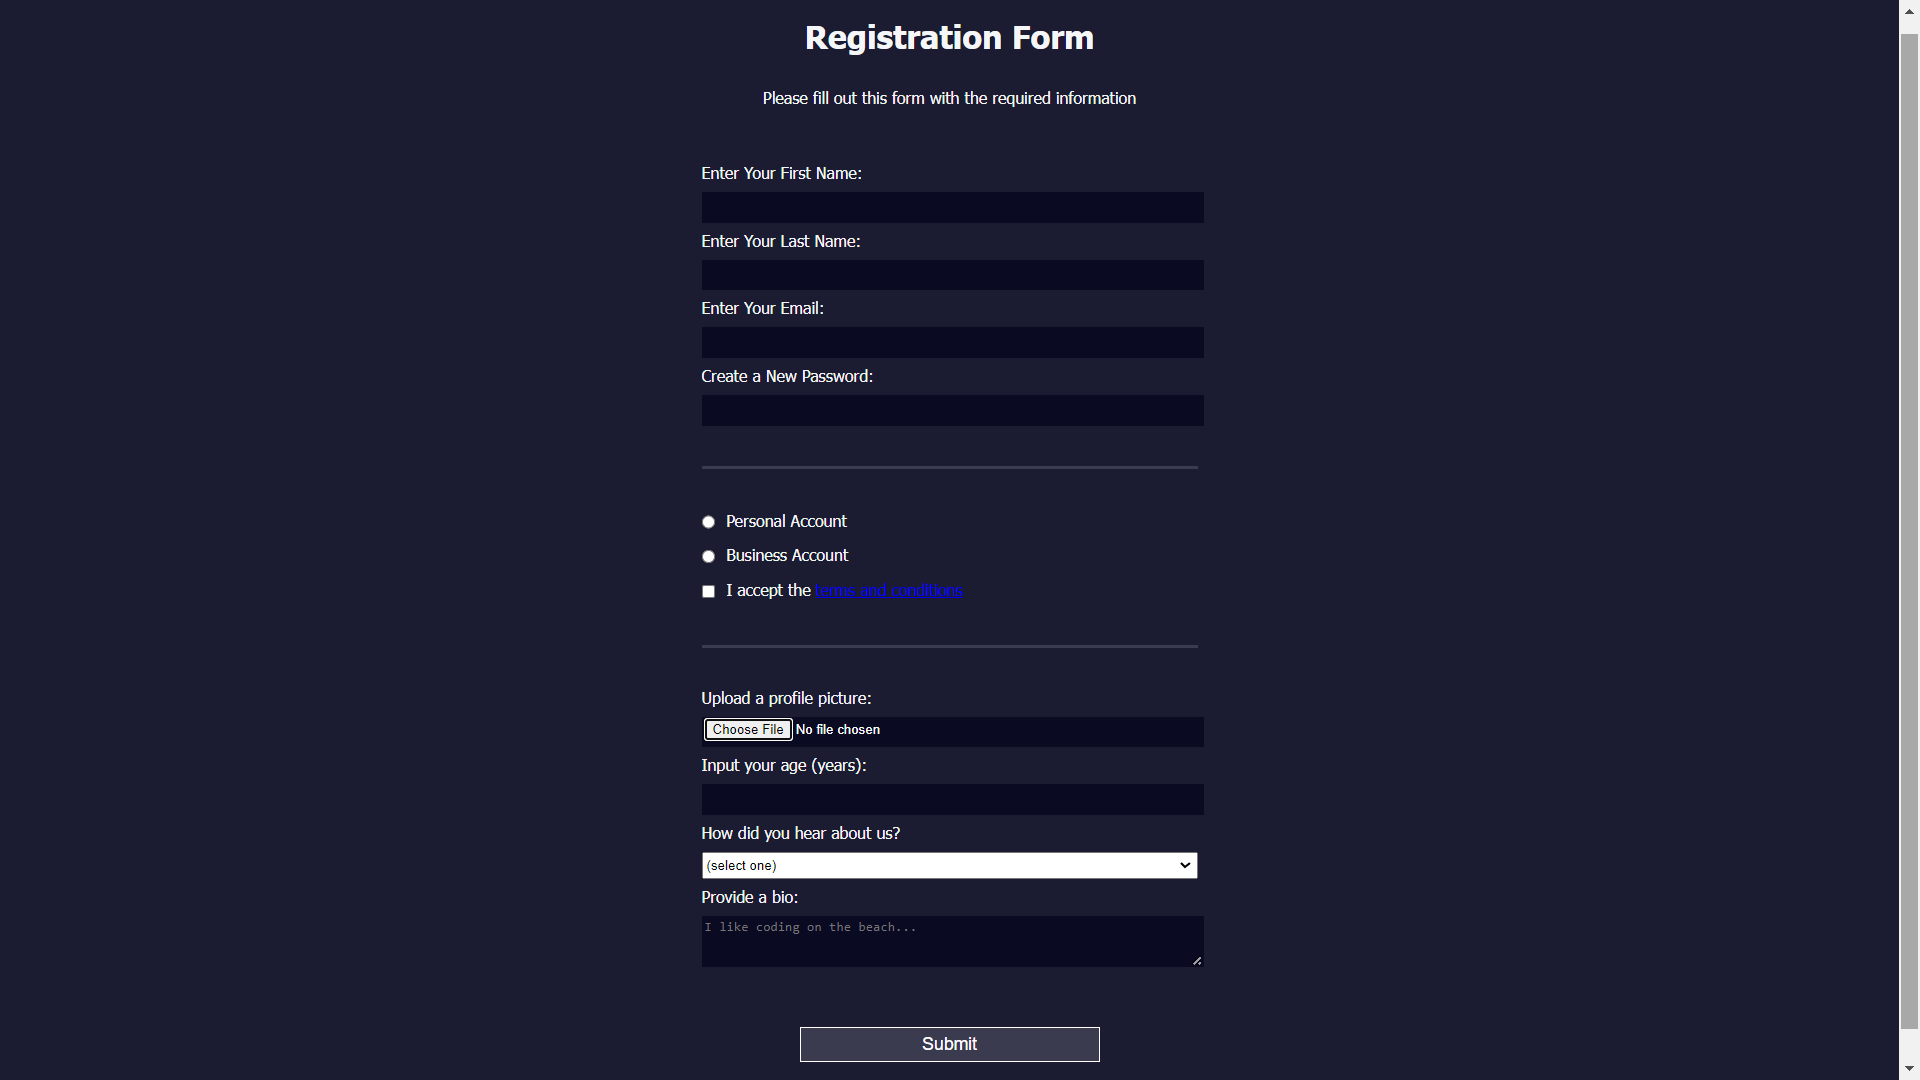 Registration Form
Please fill out this form with the required information
Enter Your First Name:
Enter Your Last Name:
Enter Your Email:
Create a New Password:
Personal Account
Business Account
I accept the terms and conditions
Upload a profile picture:
Choose File No file chosen
Input your age (years):
How did you hear about us?
(select one)
Provide a bio:
I like coding on the beach...
Submit